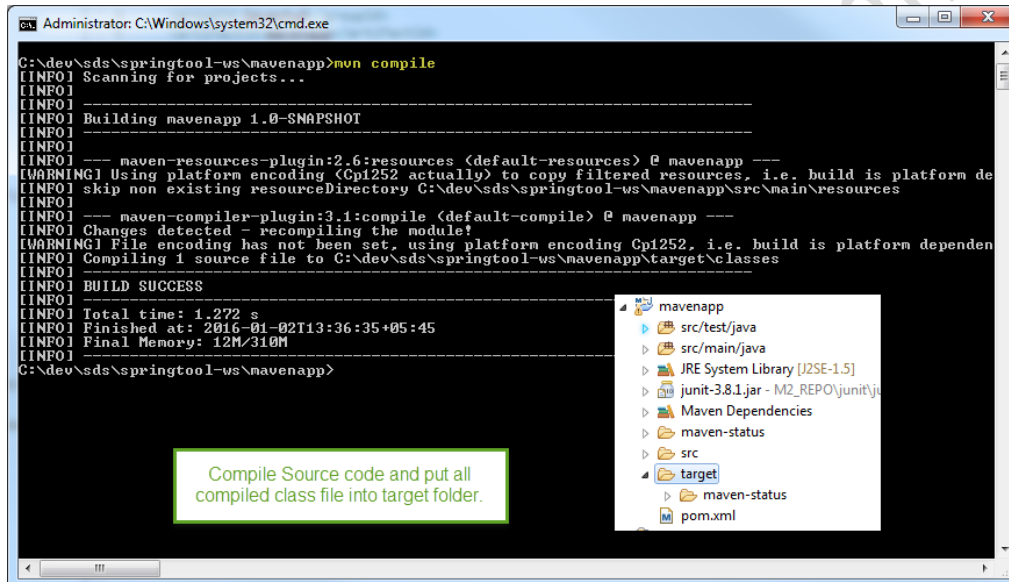 Administrator: C:\Windows\system32\cmd.exe
C:\dev\sds\springtool-ws\mavenapp>mvn compile
[INFO] Scanning for projects...
[INFO]
[INFO] ------------------------------------------------------------------------
[INFO] Building mavenapp 1.0-SNAPSHOT
[INFO] ------------------------------------------------------------------------
[INFO]
[INFO] --- maven-resources-plugin:2.6:resources (default-resources) @ mavenapp ---
[WARNING] Using platform encoding (Cp1252 actually) to copy filtered resources, i.e. build is platform de
[INFO] skip non existing resourceDirectory C:\dev\sds\springtool-ws\mavenapp\src\main\resources
[INFO]
[INFO] --- maven-compiler-plugin:3.1:compile (default-compile) @ mavenapp ---
[INFO] Changes detected - recompiling the module!
[WARNING] File encoding has not been set, using platform encoding Cp1252, i.e. build is platform dependen
[INFO] Compiling 1 source file to C:\dev\sds\springtool-ws\mavenapp\target\classes
[INFO] ------------------------------------------------------------------------
[INFO] BUILD SUCCESS
[INFO] ------------------------------------------------------------------------
[INFO] Total time: 1.272 s
[INFO] Finished at: 2016-01-02T13:36:35+05:45
[INFO] Final Memory: 12M/310M
[INFO] ------------------------------------------------------------------------
C:\dev\sds\springtool-ws\mavenapp>
mavenapp
src/test/java
src/main/java
JRE System Library [J2SE-1.5]
junit-3.8.1.jar - M2_REPO\junit\ju
Maven Dependencies
maven-status
src
target
maven-status
pom.xml
Compile Source code and put all
compiled class file into target folder.